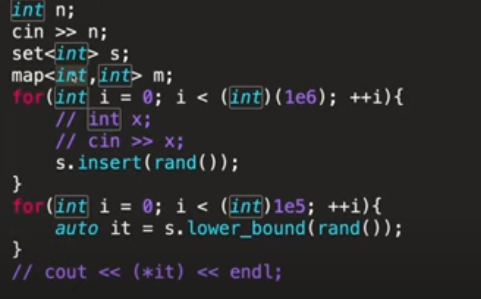 int n;
cin >> n;
set<int> s;
map<int,int> m;
for(int i = 0; i < (int)(1e6); ++i){
// int x;
// cin >> x;
s.insert(rand());
}
for(int i = 0; i < (int)1e5; ++i){
auto it = s.lower_bound(rand());
}
// cout << (*it) << endl;